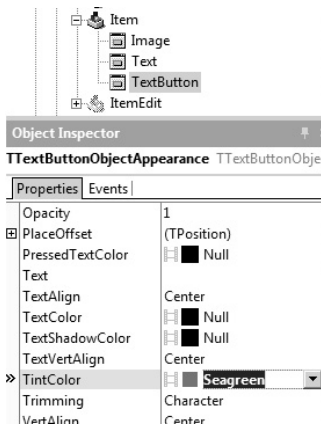 Item
Image
Text
TextButton
ItemEdit
Object Inspector
TTextButtonObjectAppearance TTextButtonObje
Properties Events
Opacity 1
PlaceOffset (TPosition)
PressedTextColor Null
Text
TextAlign Center
TextColor Null
TextShadowColor Null
TextVertAlign Center
TintColor Seagreen
Trimming Character
VertAlign Center